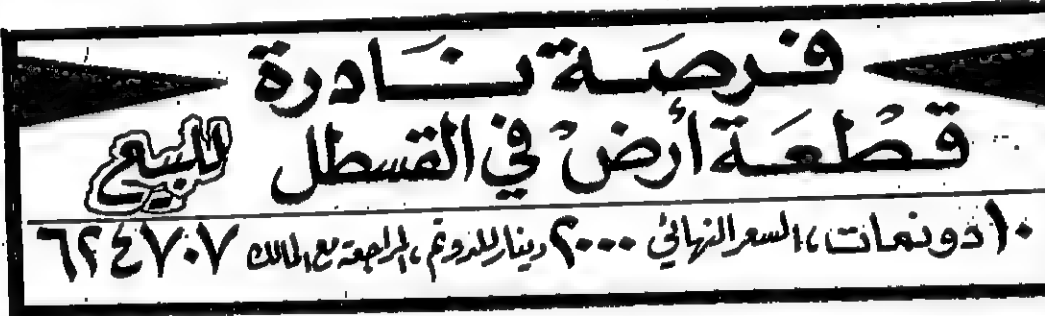 فرصة نادرة
قطعة أرض في القسطل للبيع
١٠ دونمات، السعر النهائي ٢٠٠٠ دينار للدونم، المراجعة مع المالك ٦٢٤٧٠٧